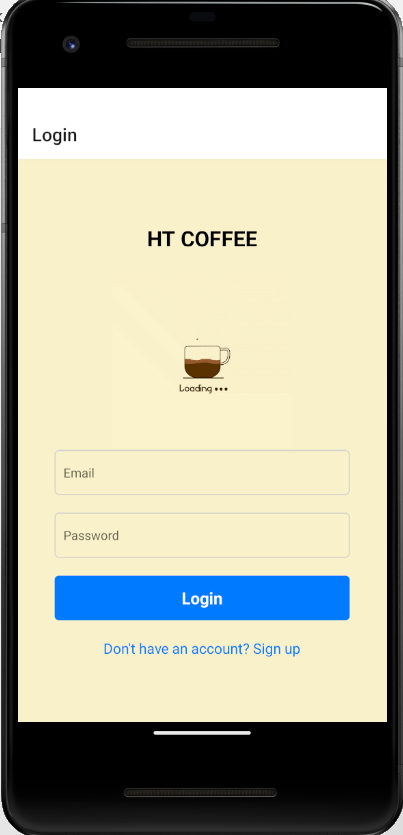 Login
HT COFFEE
Loading •••
Email
Password
Login
Don't have an account? Sign up